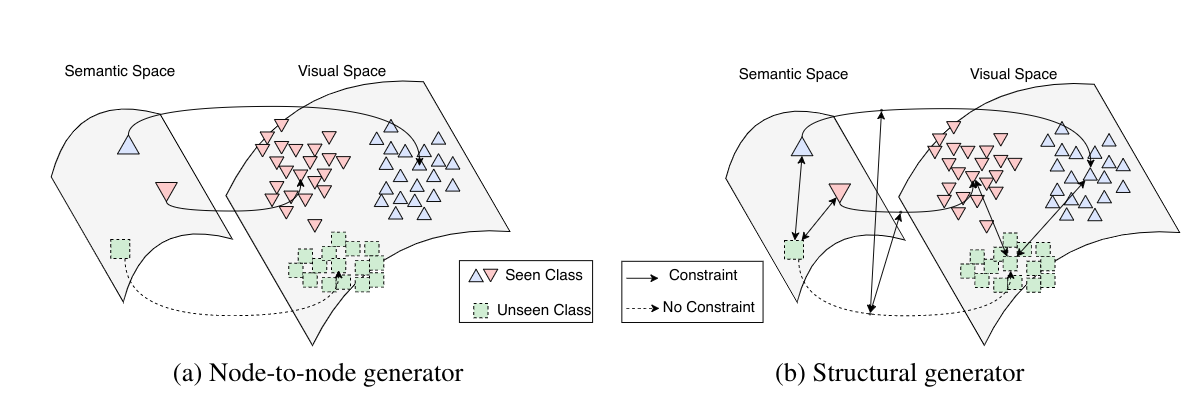 Semantic Space
Visual Space
Seen Class
Unseen Class
(a) Node-to-node generator
Semantic Space
Visual Space
Constraint
No Constraint
(b) Structural generator